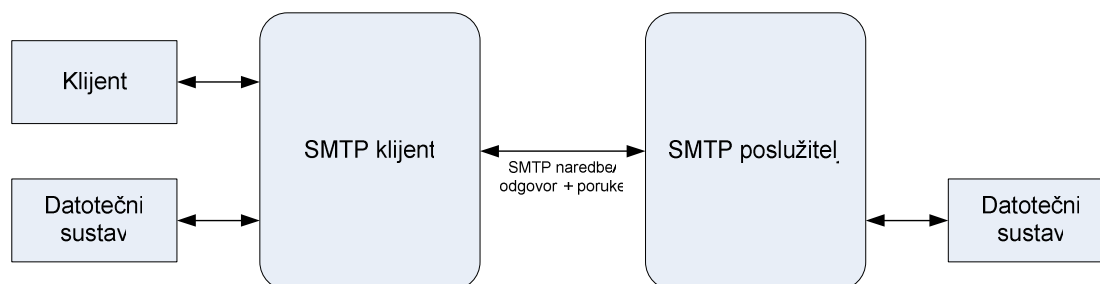 Klijent
SMTP klijent
SMTP poslužitelj
SMTP naredbe/
odgovor + poruke
Datotečni
sustav
Datotečni
sustav